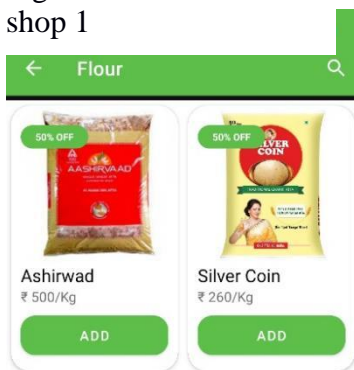 shop 1
Flour
50% OFF
AASHIRVAAD
50% OFF
SILVER
COIN
Ashirwad
₹ 500/Kg
ADD
Silver Coin
₹ 260/Kg
ADD